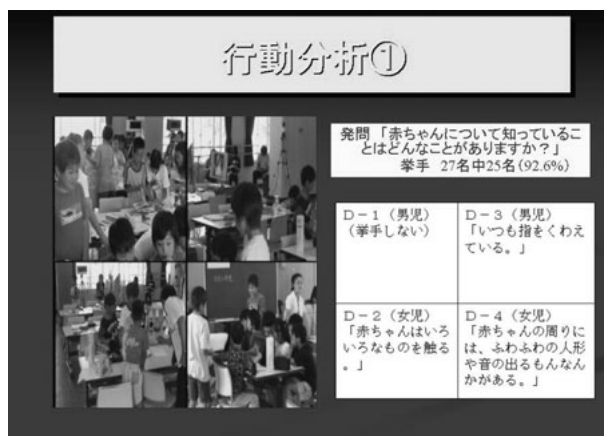 行動分析①
発問「赤ちゃんについて知っているこ
とはどんなことがありますか？」
挙手 27名中25名(92.6%)
D－1（男児）
（挙手しない）
D－3（男児）
「いつも指をくわえ
ている。」
D－2（女児）
「赤ちゃんはいろ
いろなものを触る
。」
D－4（女児）
「赤ちゃんの周りに
は、ふわふわの人形
や音の出るもんなん
かがある。」